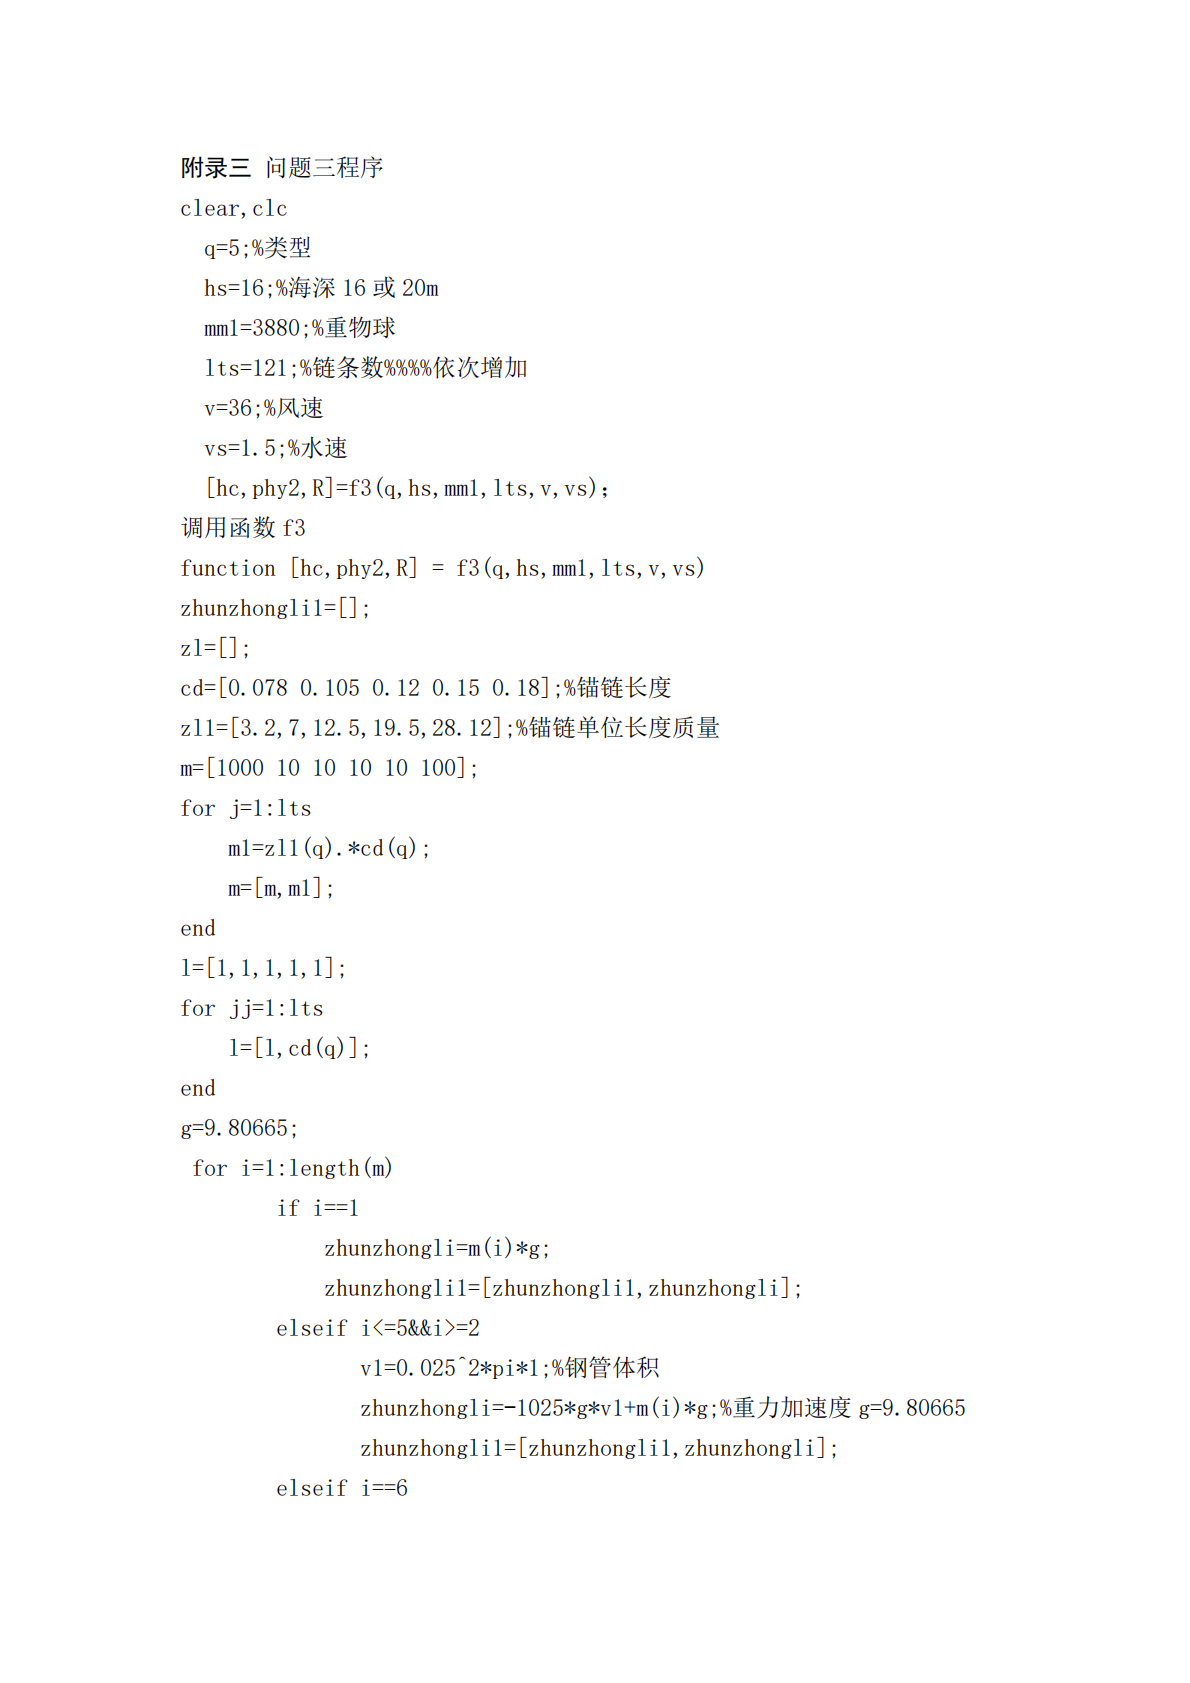 附录三 问题三程序
clear,clc
  q=5;%类型
  hs=16;%海深 16 或 20m
  mm1=3880;%重物球
  lts=121;%链条数%%%%依次增加
  v=36;%风速
  vs=1.5;%水速
  [hc,phy2,R]=f3(q,hs,mm1,lts,v,vs);
调用函数 f3
function [hc,phy2,R] = f3(q,hs,mm1,lts,v,vs)
zhunzhongli1=[];
zl=[];
cd=[0.078 0.105 0.12 0.15 0.18];%锚链长度
zl1=[3.2,7,12.5,19.5,28.12];%锚链单位长度质量
m=[1000 10 10 10 10 100];
for j=1:lts
    m1=zl1(q).*cd(q);
    m=[m,m1];
end
l=[1,1,1,1,1];
for jj=1:lts
    l=[l,cd(q)];
end
g=9.80665;
 for i=1:length(m)
        if i==1
            zhunzhongli=m(i)*g;
            zhunzhongli1=[zhunzhongli1,zhunzhongli];
        elseif i<=5&&i>=2
               v1=0.025^2*pi*1;%钢管体积
               zhunzhongli=-1025*g*v1+m(i)*g;%重力加速度 g=9.80665
               zhunzhongli1=[zhunzhongli1,zhunzhongli];
        elseif i==6